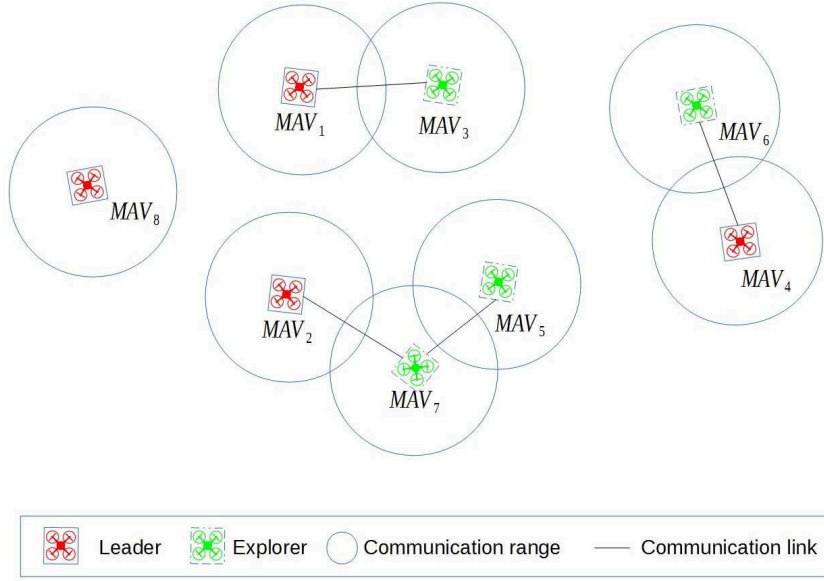 MAV₁
MAV₃
MAV₆
MAV₈
MAV₄
MAV₂
MAV₅
MAV₇
Leader
Explorer
Communication range
Communication link